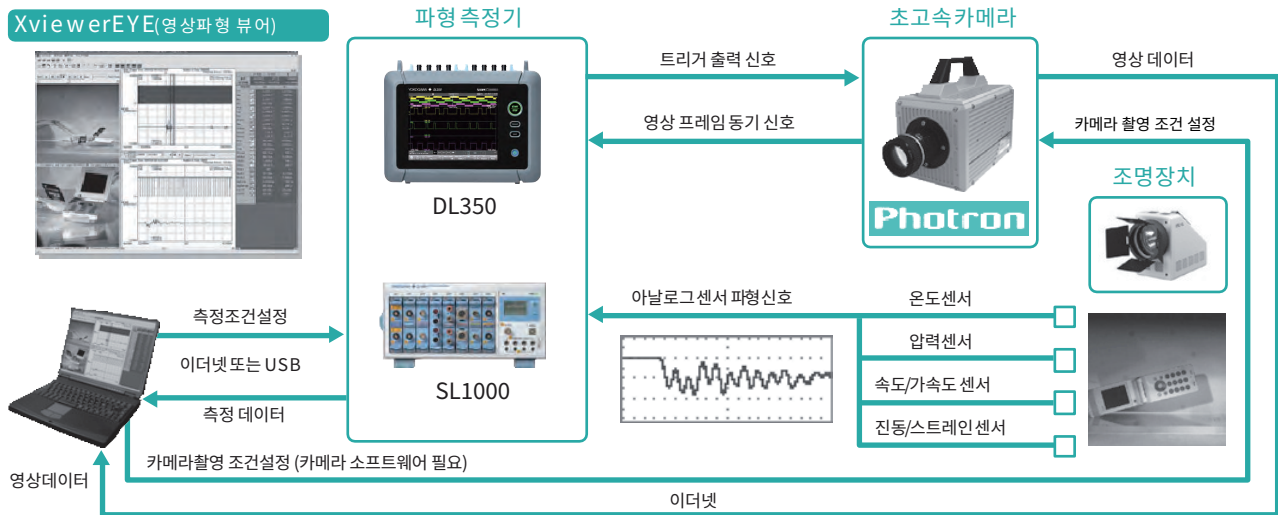 XviewerEYE(영상파형 뷰어)
파형 측정기
초고속카메라
트리거 출력 신호
영상 데이터
영상 프레임 동기 신호
카메라 촬영 조건 설정
DL350
Photron
조명장치
아날로그센서 파형신호
온도센서
측정조건설정
압력센서
이더넷 또는 USB
SL1000
속도/가속도 센서
측정 데이터
진동/스트레인센서
카메라촬영 조건설정 (카메라 소프트웨어 필요)
영상데이터
이더넷